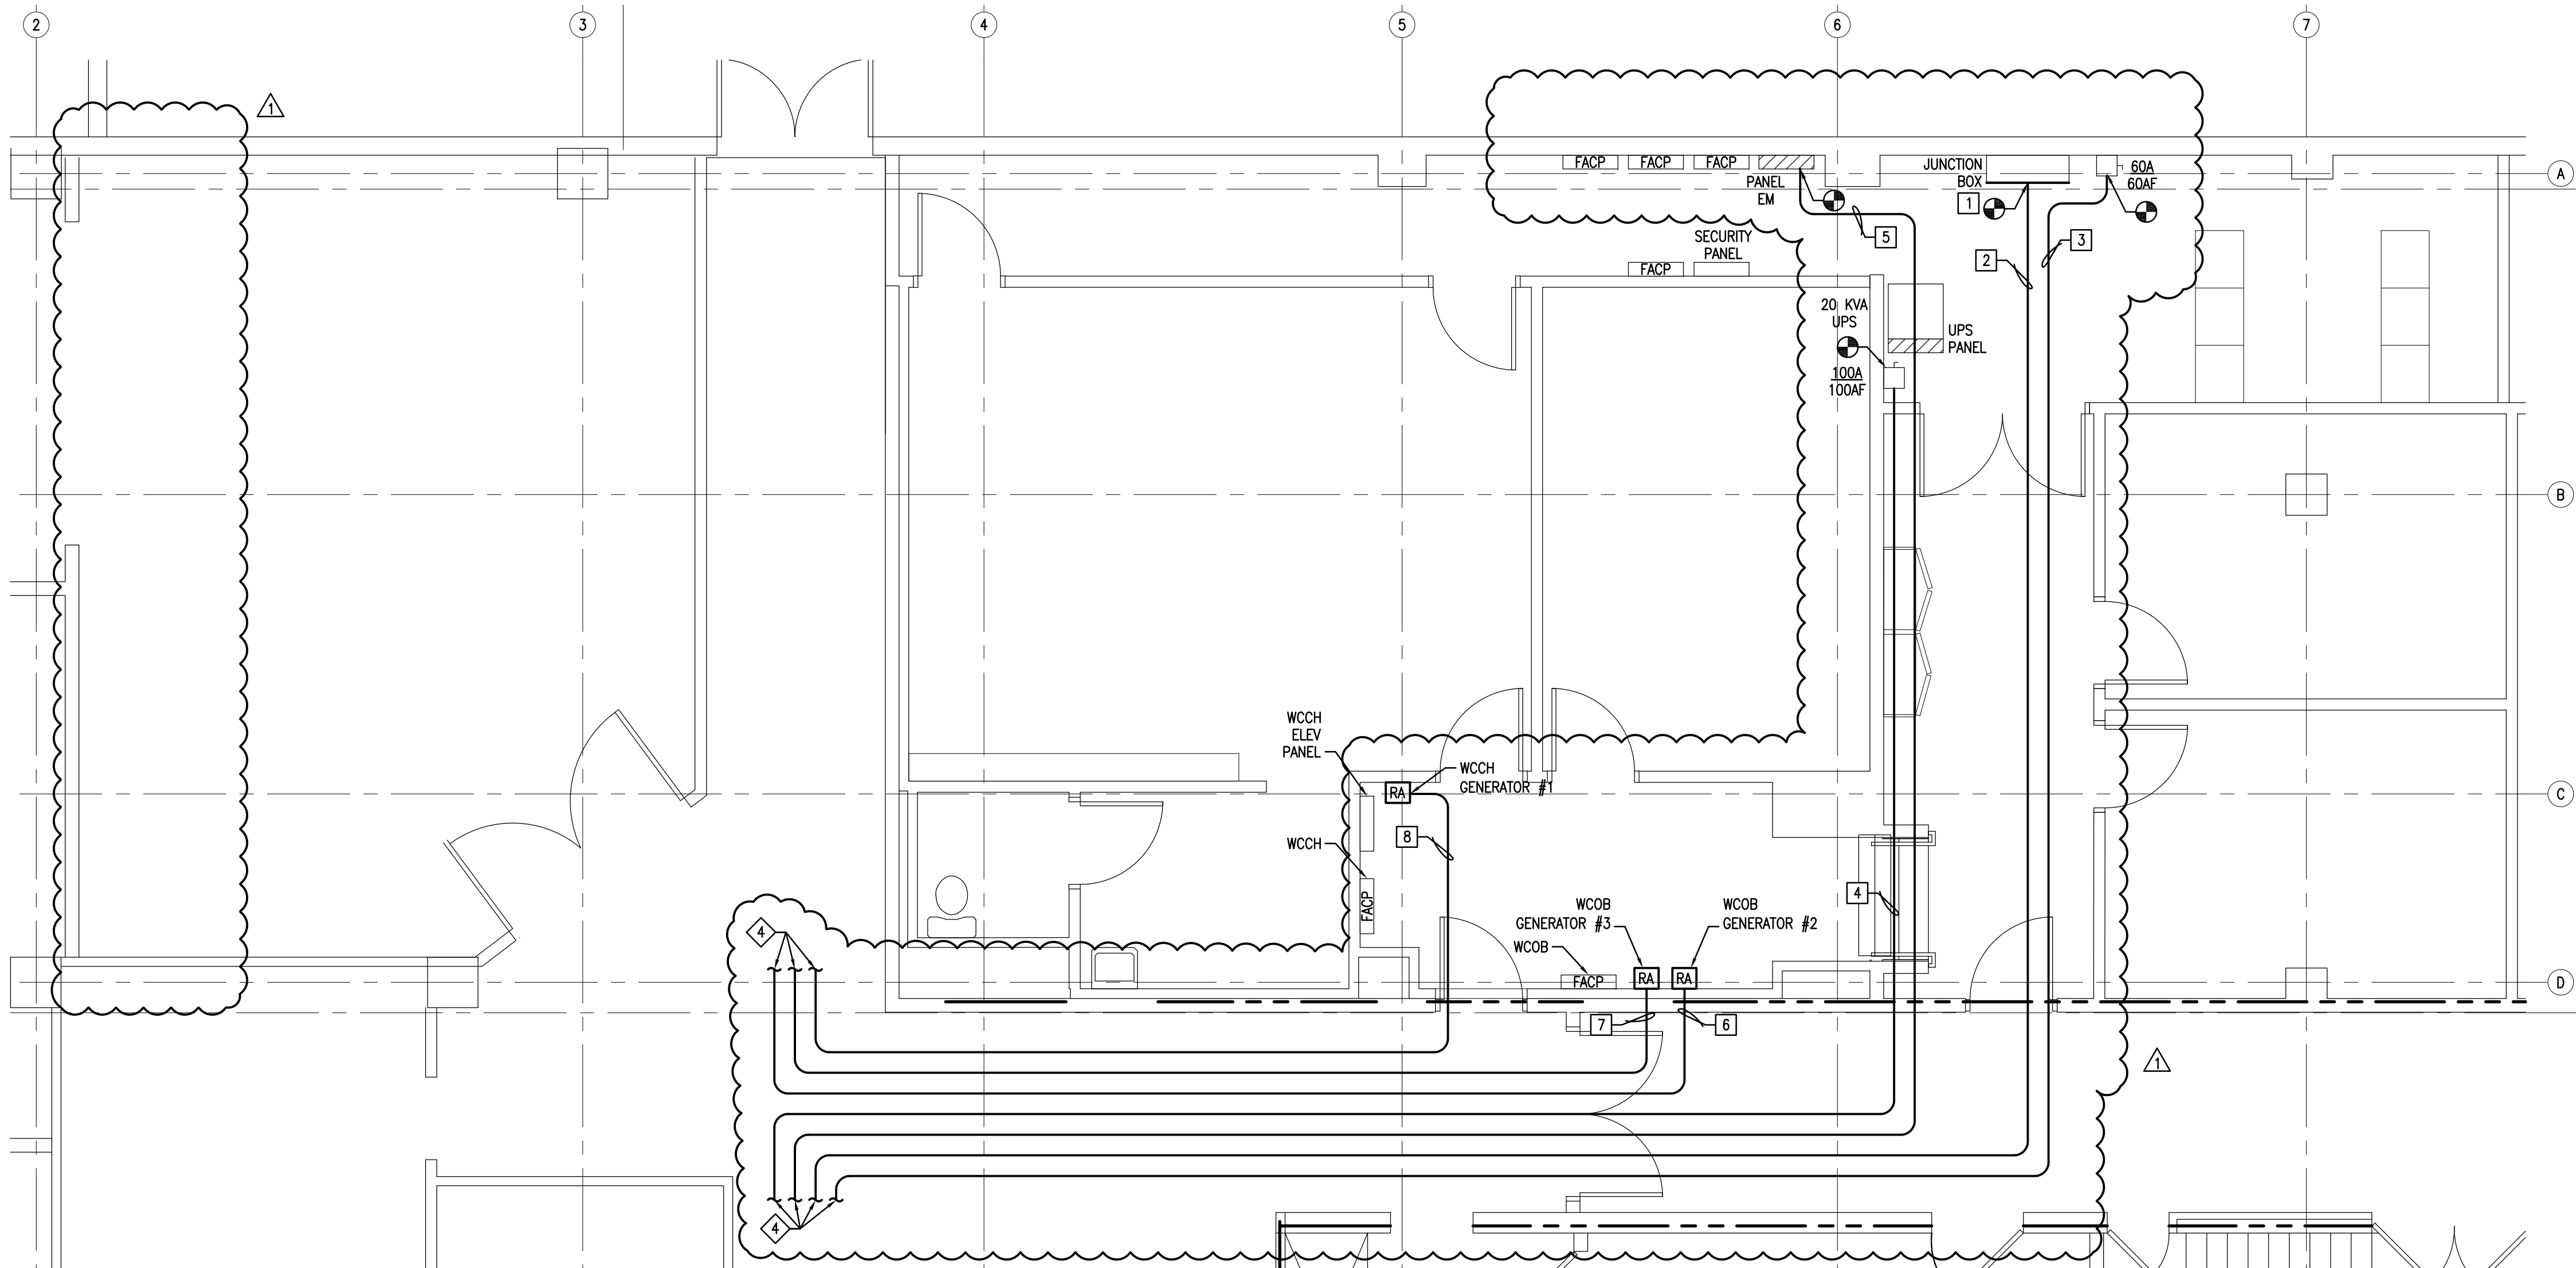 2
3
4
5
6
7
1
FACP
FACP
FACP
PANEL
EM
JUNCTION
BOX
60A
60AF
A
1
5
3
2
SECURITY
PANEL
FACP
20 KVA
UPS
UPS
PANEL
100A
100AF
B
WCCH
ELEV
PANEL
WCCH
GENERATOR #1
RA
C
8
WCCH
FACP
4
WCOB
GENERATOR #3
WCOB
GENERATOR #2
WCOB
FACP
RA
RA
D
4
7
6
1
4